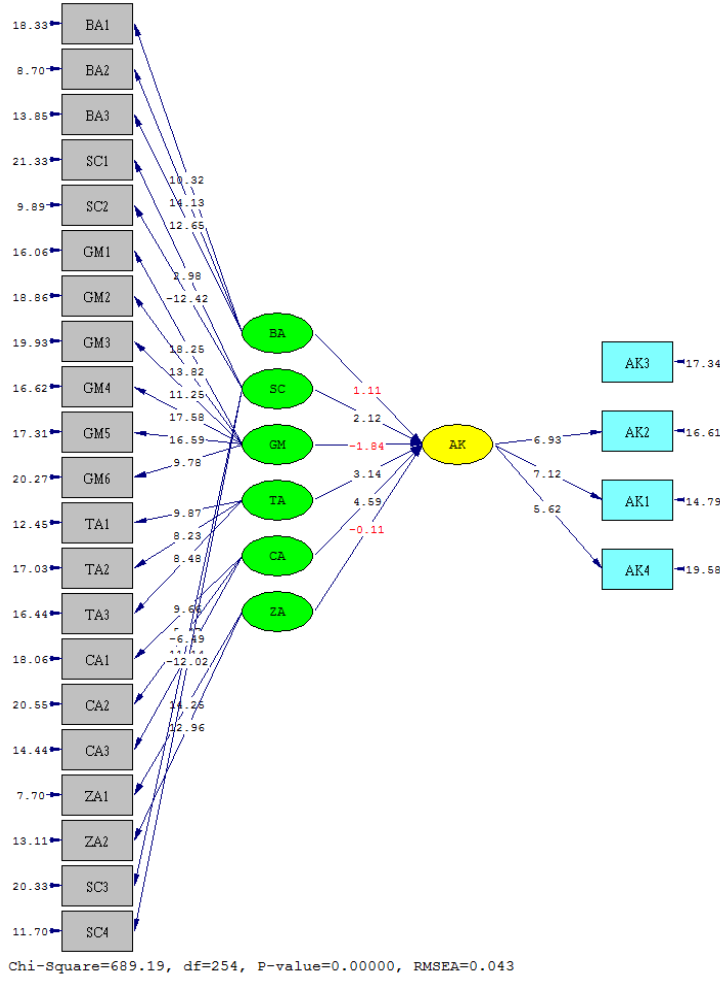 18.33 BA1
8.70 BA2
13.85 BA3
21.33 SC1
9.89 SC2
16.06 GM1
18.86 GM2
19.93 GM3
16.62 GM4
17.31 GM5
20.27 GM6
12.45 TA1
17.03 TA2
16.44 TA3
18.06 CA1
20.55 CA2
14.44 CA3
7.70 ZA1
13.11 ZA2
20.33 SC3
11.70 SC4
10.32
14.13
12.65
2.98
-12.42
18.25
13.82
11.25
17.58
16.59
9.78
9.87
8.23
8.48
-6.49
-12.02
14.25
12.96
BA
SC
GM
TA
CA
ZA
1.11
2.12
-1.84
3.14
4.59
-0.11
AK
6.93
7.12
5.62
AK3 17.34
AK2 16.61
AK1 14.79
AK4 19.58
Chi-Square=689.19, df=254, P-value=0.00000, RMSEA=0.043